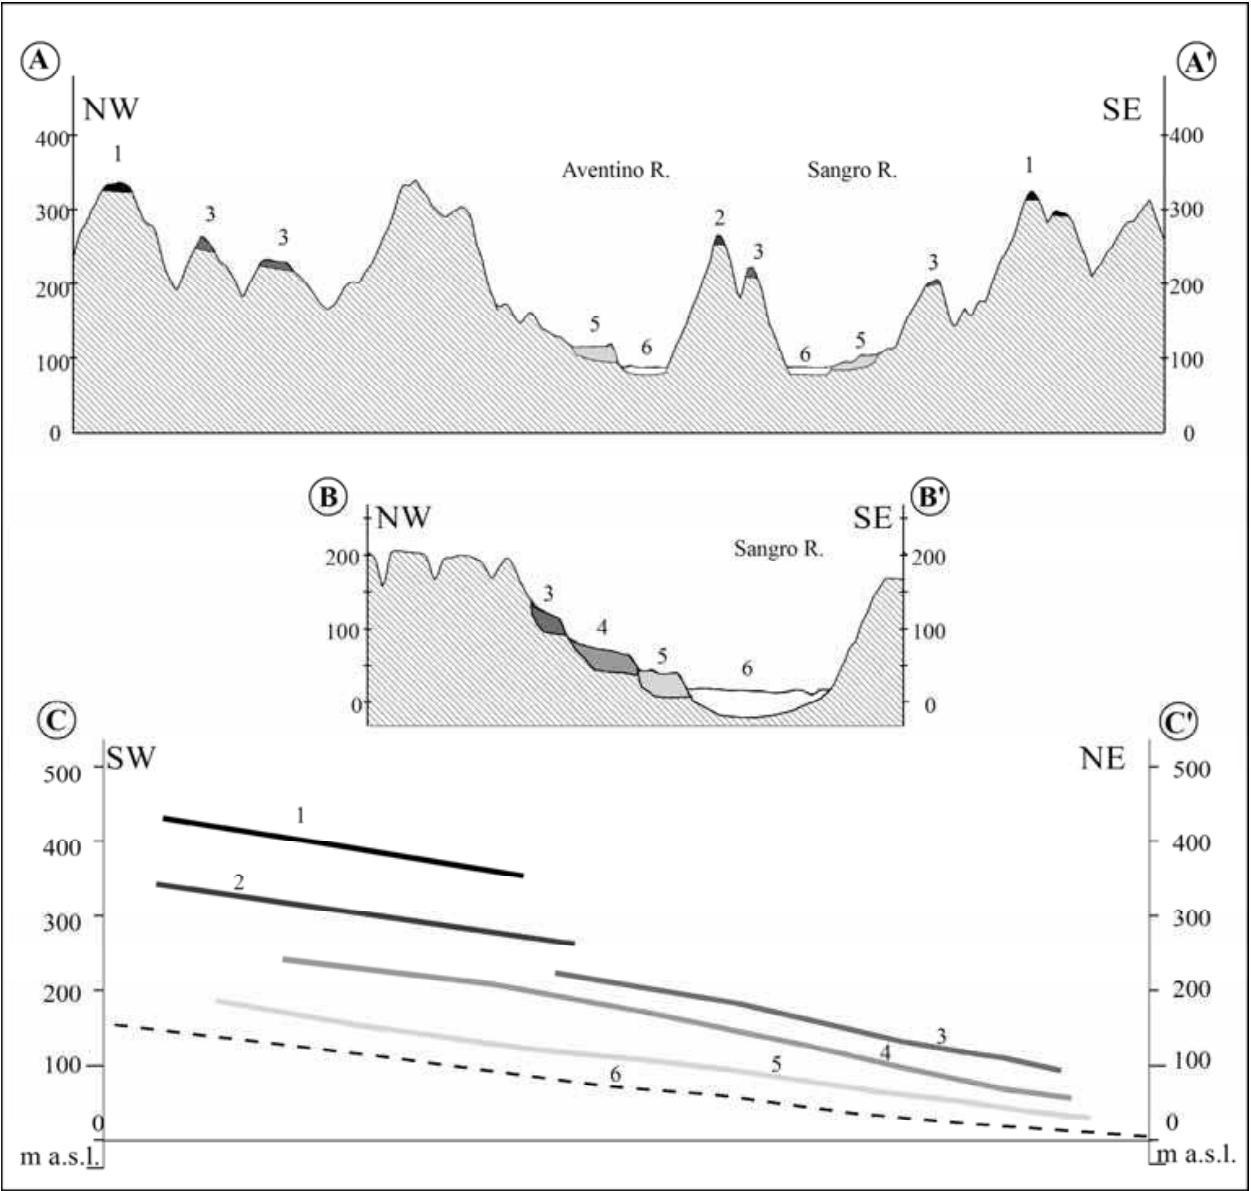 A A'
NW SE
400 400
1 Aventino R. Sangro R. 1
300 3 3 2 3 300
200 3 200
5 6 6 5
100 100
0 0
B B'
NW SE
Sangro R.
200 200
3
4
100 5 6 100
0 0
C C'
SW NE
500 500
1
400 400
2
300 300
200 200
3
4
5
100 6 100
0 0
m a.s.l. m a.s.l.